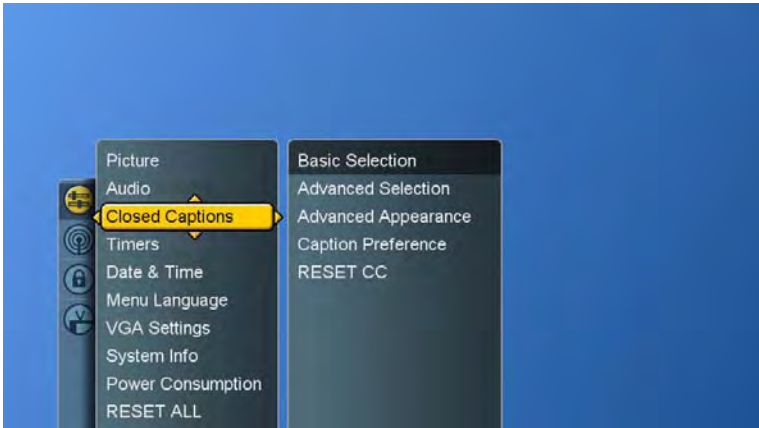 Picture
Audio
Closed Captions
Timers
Date & Time
Menu Language
VGA Settings
System Info
Power Consumption
RESET ALL
Basic Selection
Advanced Selection
Advanced Appearance
Caption Preference
RESET CC